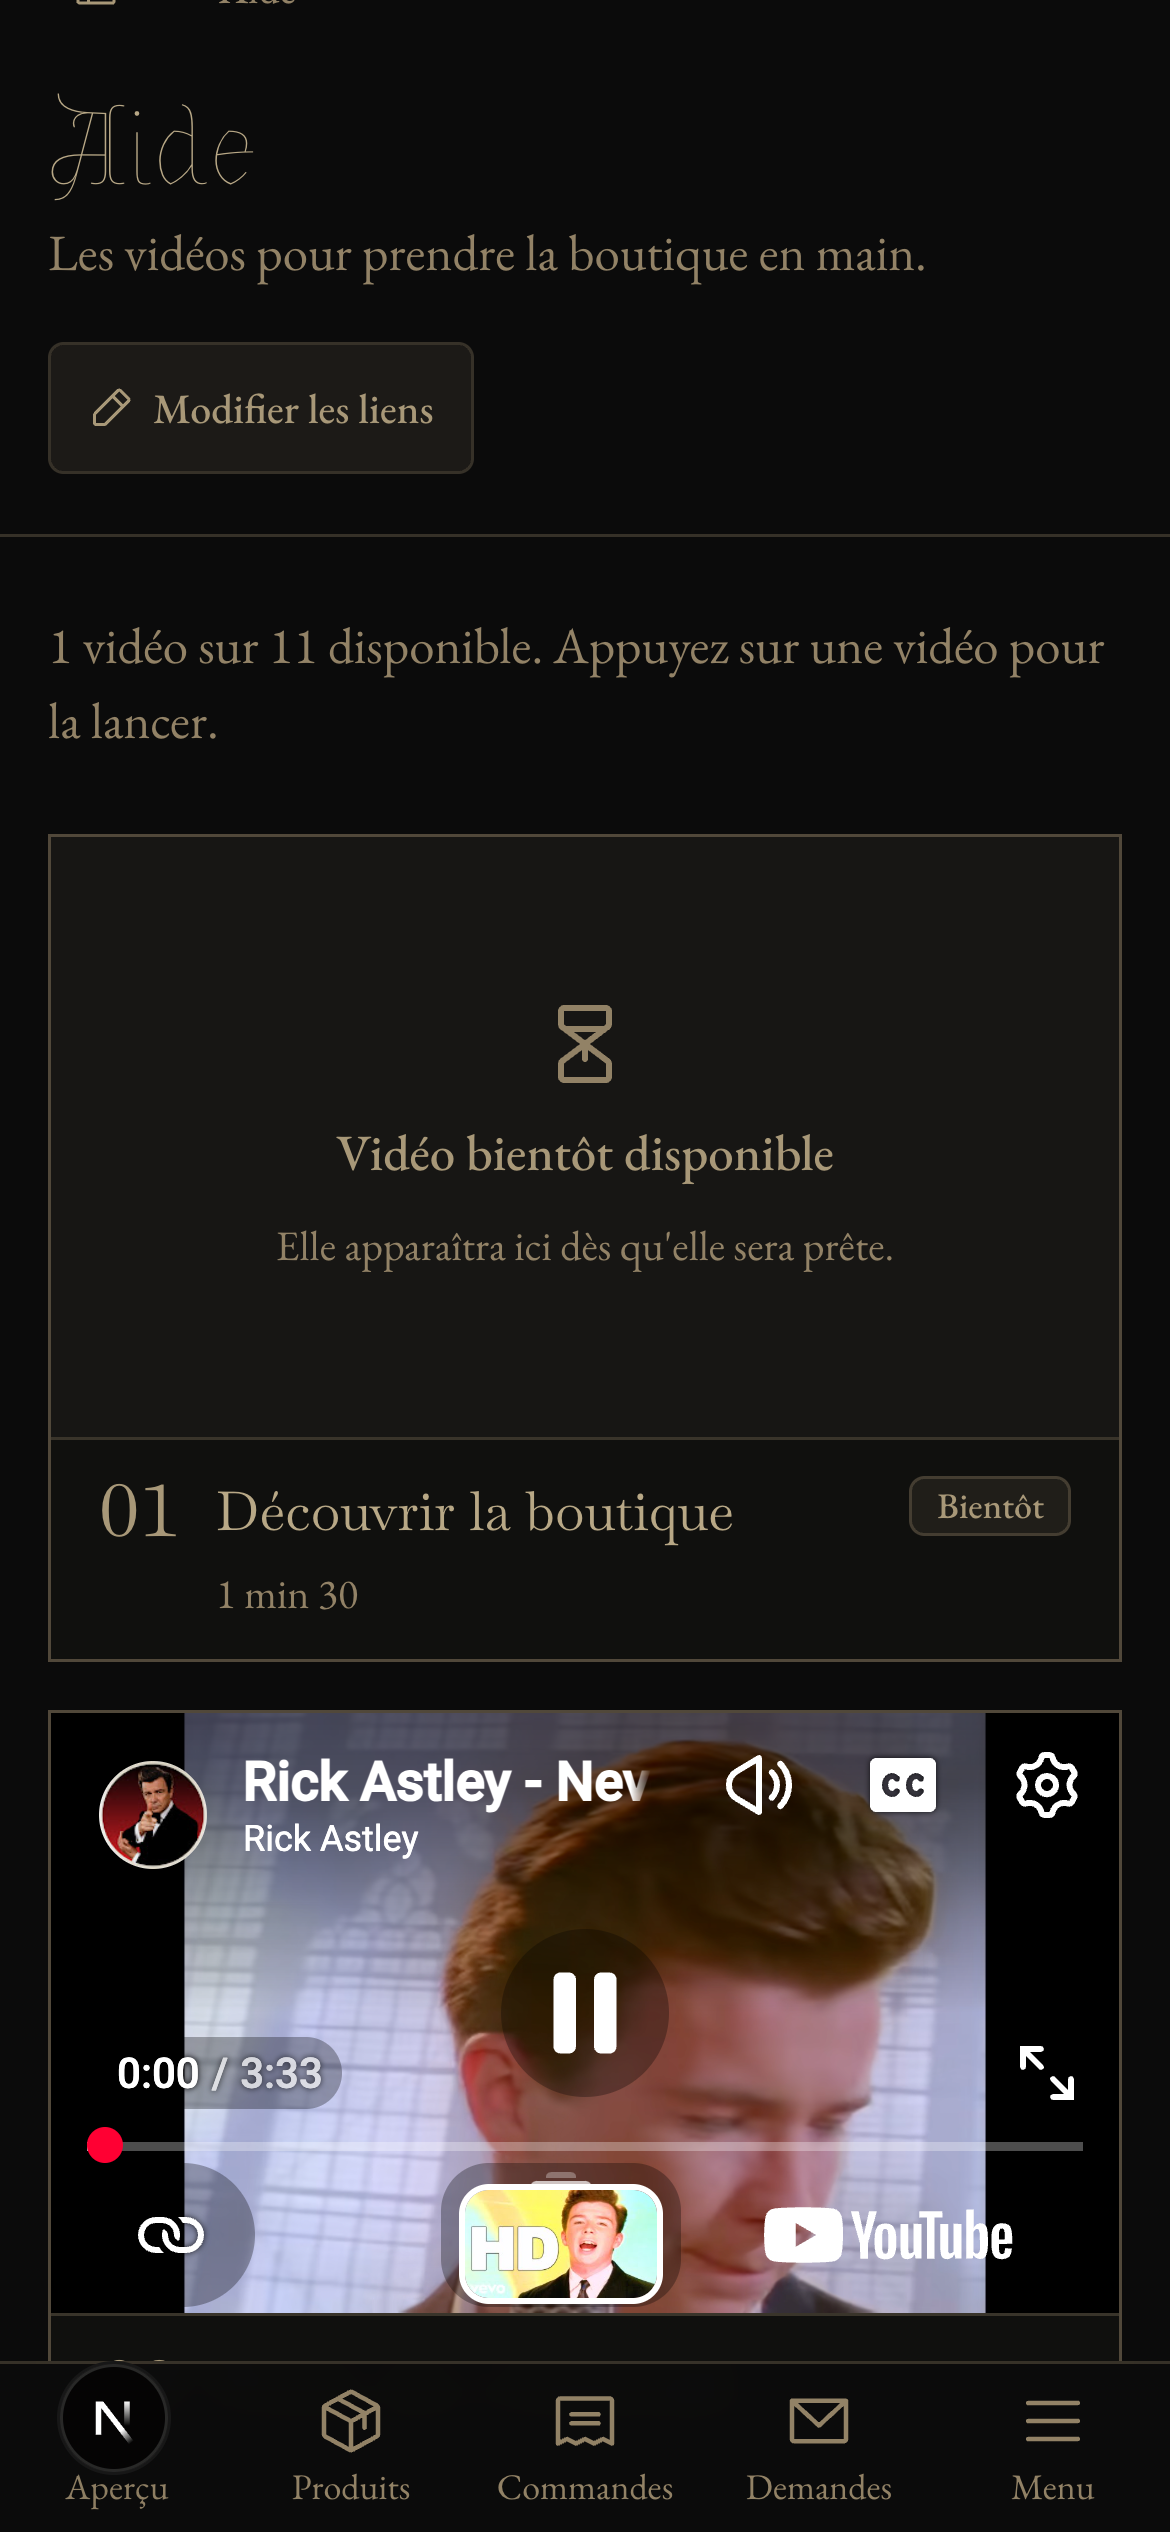 Aide
Les vidéos pour prendre la boutique en main.
Modifier les liens
1 vidéo sur 11 disponible. Appuyez sur une vidéo pour
la lancer.
Vidéo bientôt disponible
Elle apparaîtra ici dès qu'elle sera prête.
01 Découvrir la boutique Bientôt
1 min 30
Rick Astley - Nev
CC
Rick Astley
0:00 / 3:33
HD
vevo
YouTube
N
Aperçu Produits Commandes Demandes Menu